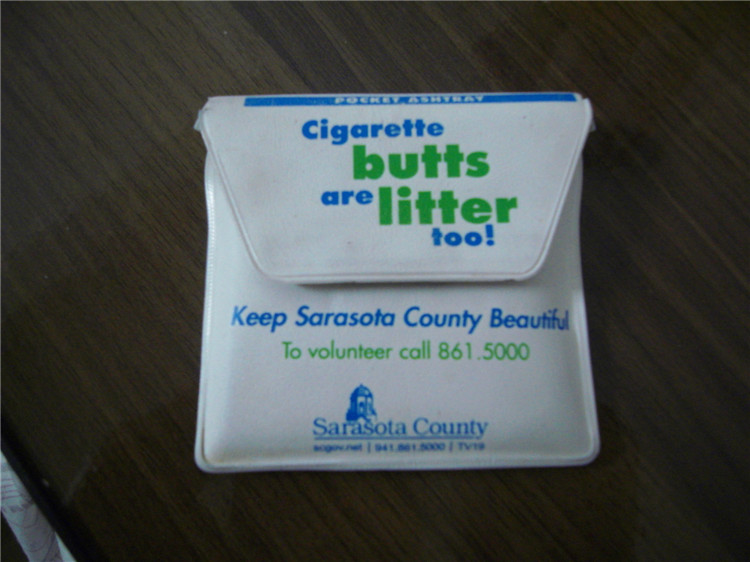 POCKET ASHTRAY
Cigarette
butts
are litter
too!
Keep Sarasota County Beautiful
To volunteer call 861.5000
Sarasota County
scgov.net | 941.861.5000 | TV19